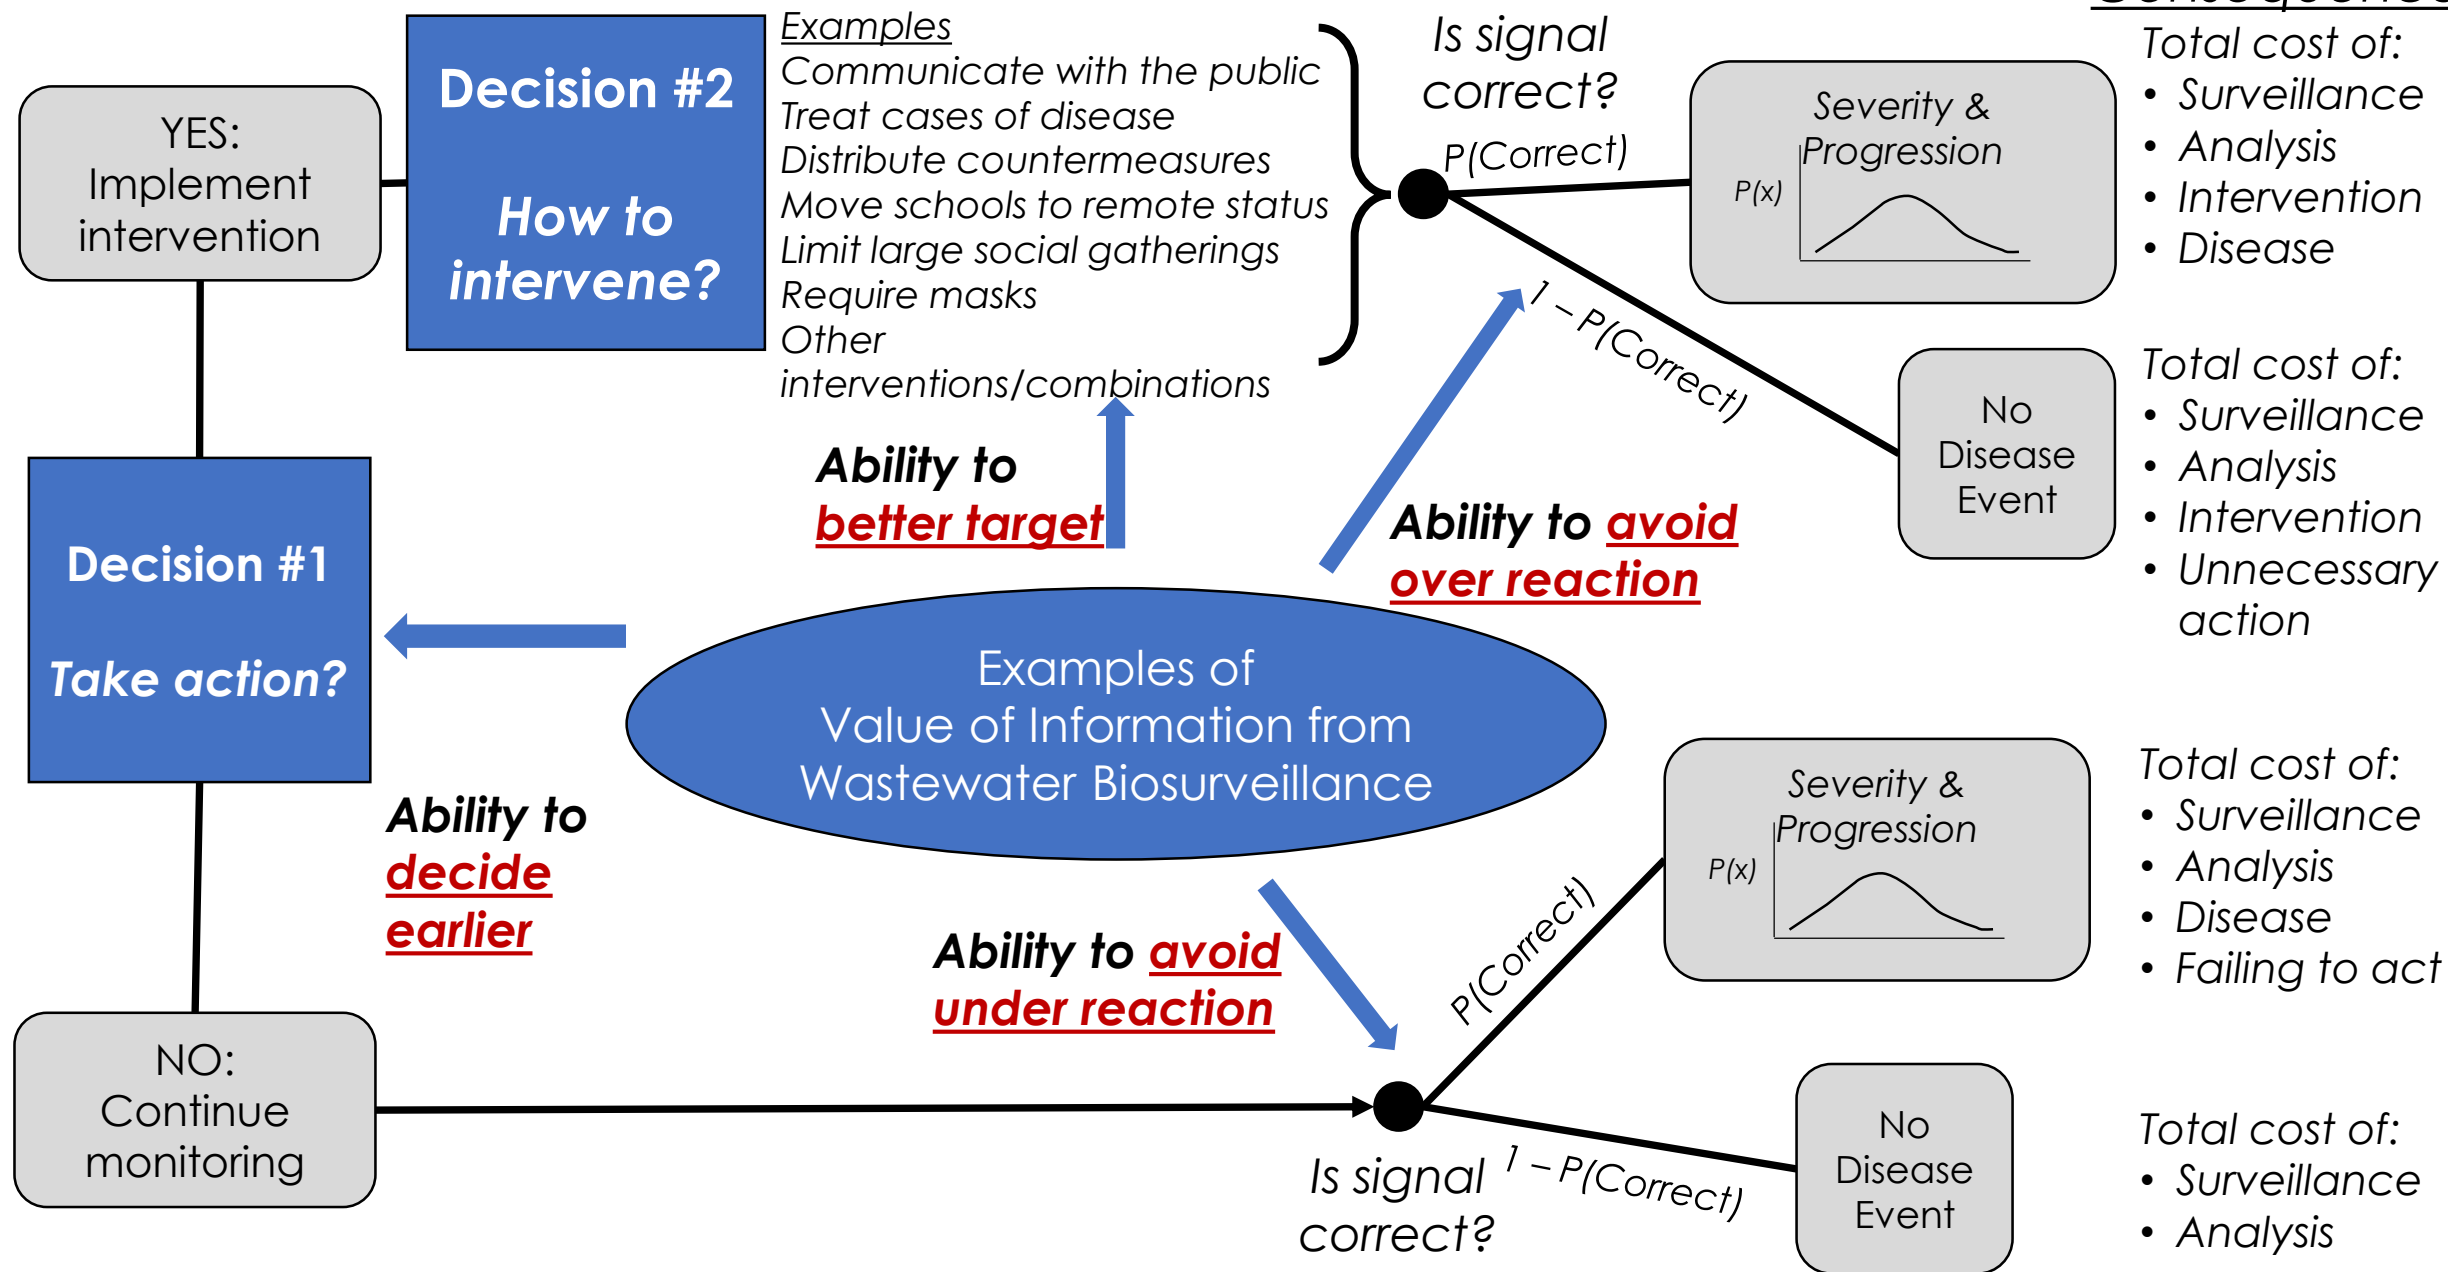 Examples
Communicate with the public
Treat cases of disease
Distribute countermeasures
Move schools to remote status
Limit large social gatherings
Require masks
Other
interventions/combinations
YES:
Implement
intervention
Decision #2
How to
intervene?
Is signal
correct?
P(Correct)
1 – P(Correct)
Severity &
Progression
P(x)
Total cost of:
• Surveillance
• Analysis
• Intervention
• Disease
No
Disease
Event
Total cost of:
• Surveillance
• Analysis
• Intervention
• Unnecessary
action
Ability to
better target
Ability to avoid
over reaction
Decision #1
Take action?
Examples of
Value of Information from
Wastewater Biosurveillance
Ability to
decide
earlier
Ability to avoid
under reaction
NO:
Continue
monitoring
Is signal
correct?
P(Correct)
1 – P(Correct)
Severity &
Progression
P(x)
Total cost of:
• Surveillance
• Analysis
• Disease
• Failing to act
No
Disease
Event
Total cost of:
• Surveillance
• Analysis